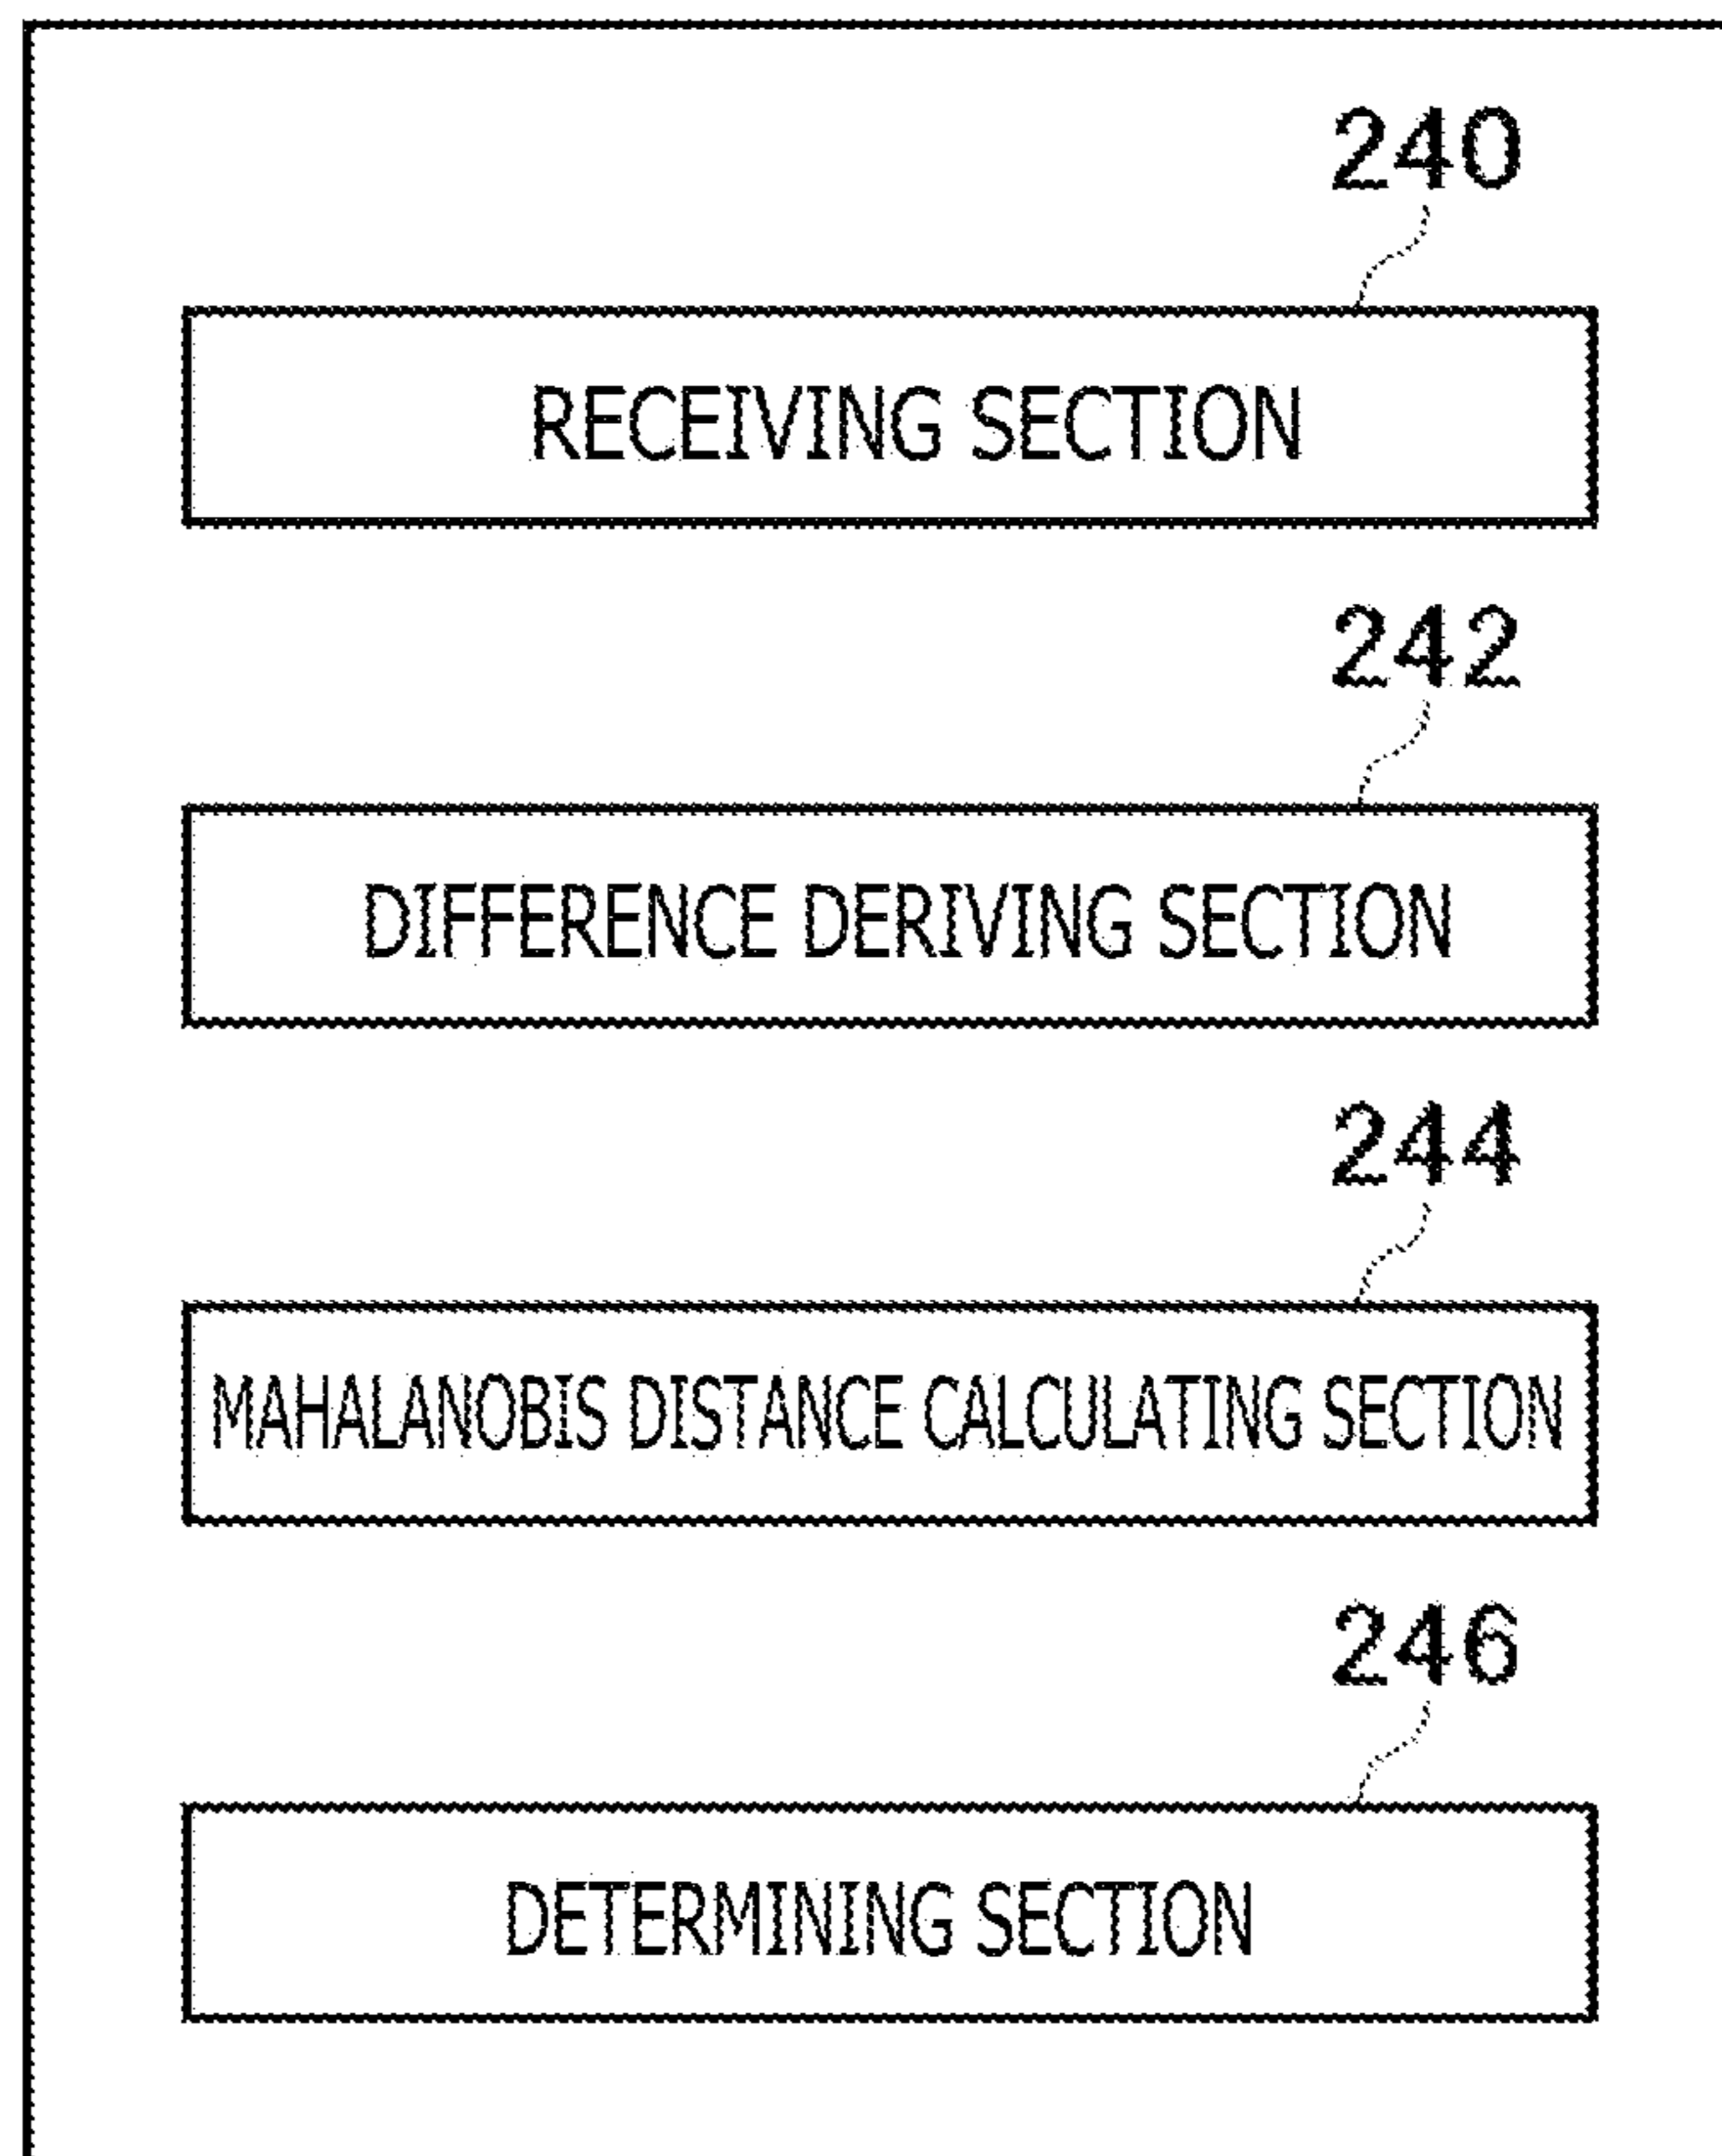 240
RECEIVING SECTION
242
DIFFERENCE DERIVING SECTION
244
MAHALANOBIS DISTANCE CALCULATING SECTION
246
DETERMINING SECTION